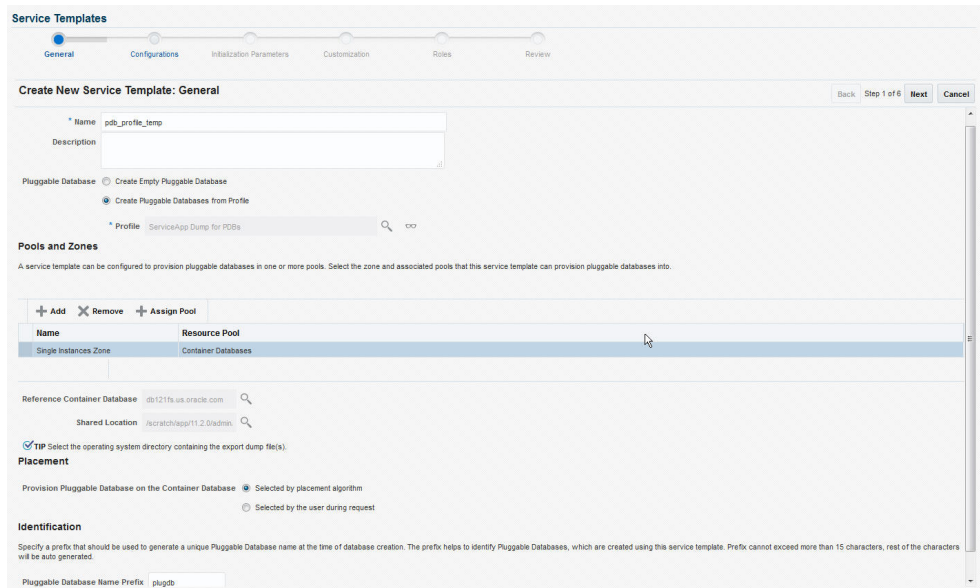 Service Templates
General Configurations Initialization Parameters Customization Roles Review
Create New Service Template: General
Back Step 1 of 6 Next Cancel
* Name pdb_profile_temp
Description
Pluggable Database Create Empty Pluggable Database
Create Pluggable Databases from Profile
* Profile ServiceApp Dump for PDBs
Pools and Zones
A service template can be configured to provision pluggable databases in one or more pools. Select the zone and associated pools that this service template can provision pluggable databases into.
Add Remove Assign Pool
Name Resource Pool
Single Instances Zone Container Databases
Reference Container Database db121fs.us.oracle.com
Shared Location /scratch/app/11.2.0/admin.
TIP Select the operating system directory containing the export dump file(s).
Placement
Provision Pluggable Database on the Container Database Selected by placement algorithm
Selected by the user during request
Identification
Specify a prefix that should be used to generate a unique Pluggable Database name at the time of database creation. The prefix helps to identify Pluggable Databases, which are created using this service template. Prefix cannot exceed more than 15 characters, rest of the characters
will be auto generated.
Pluggable Database Name Prefix plugdb